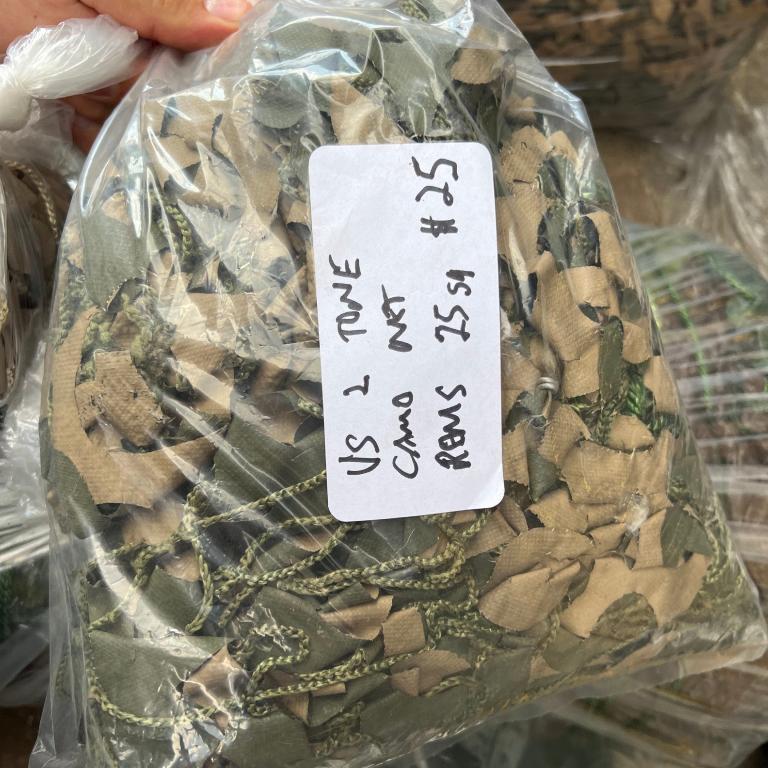 US 2 TONE
CAMO NET
REMS 25 sq #25